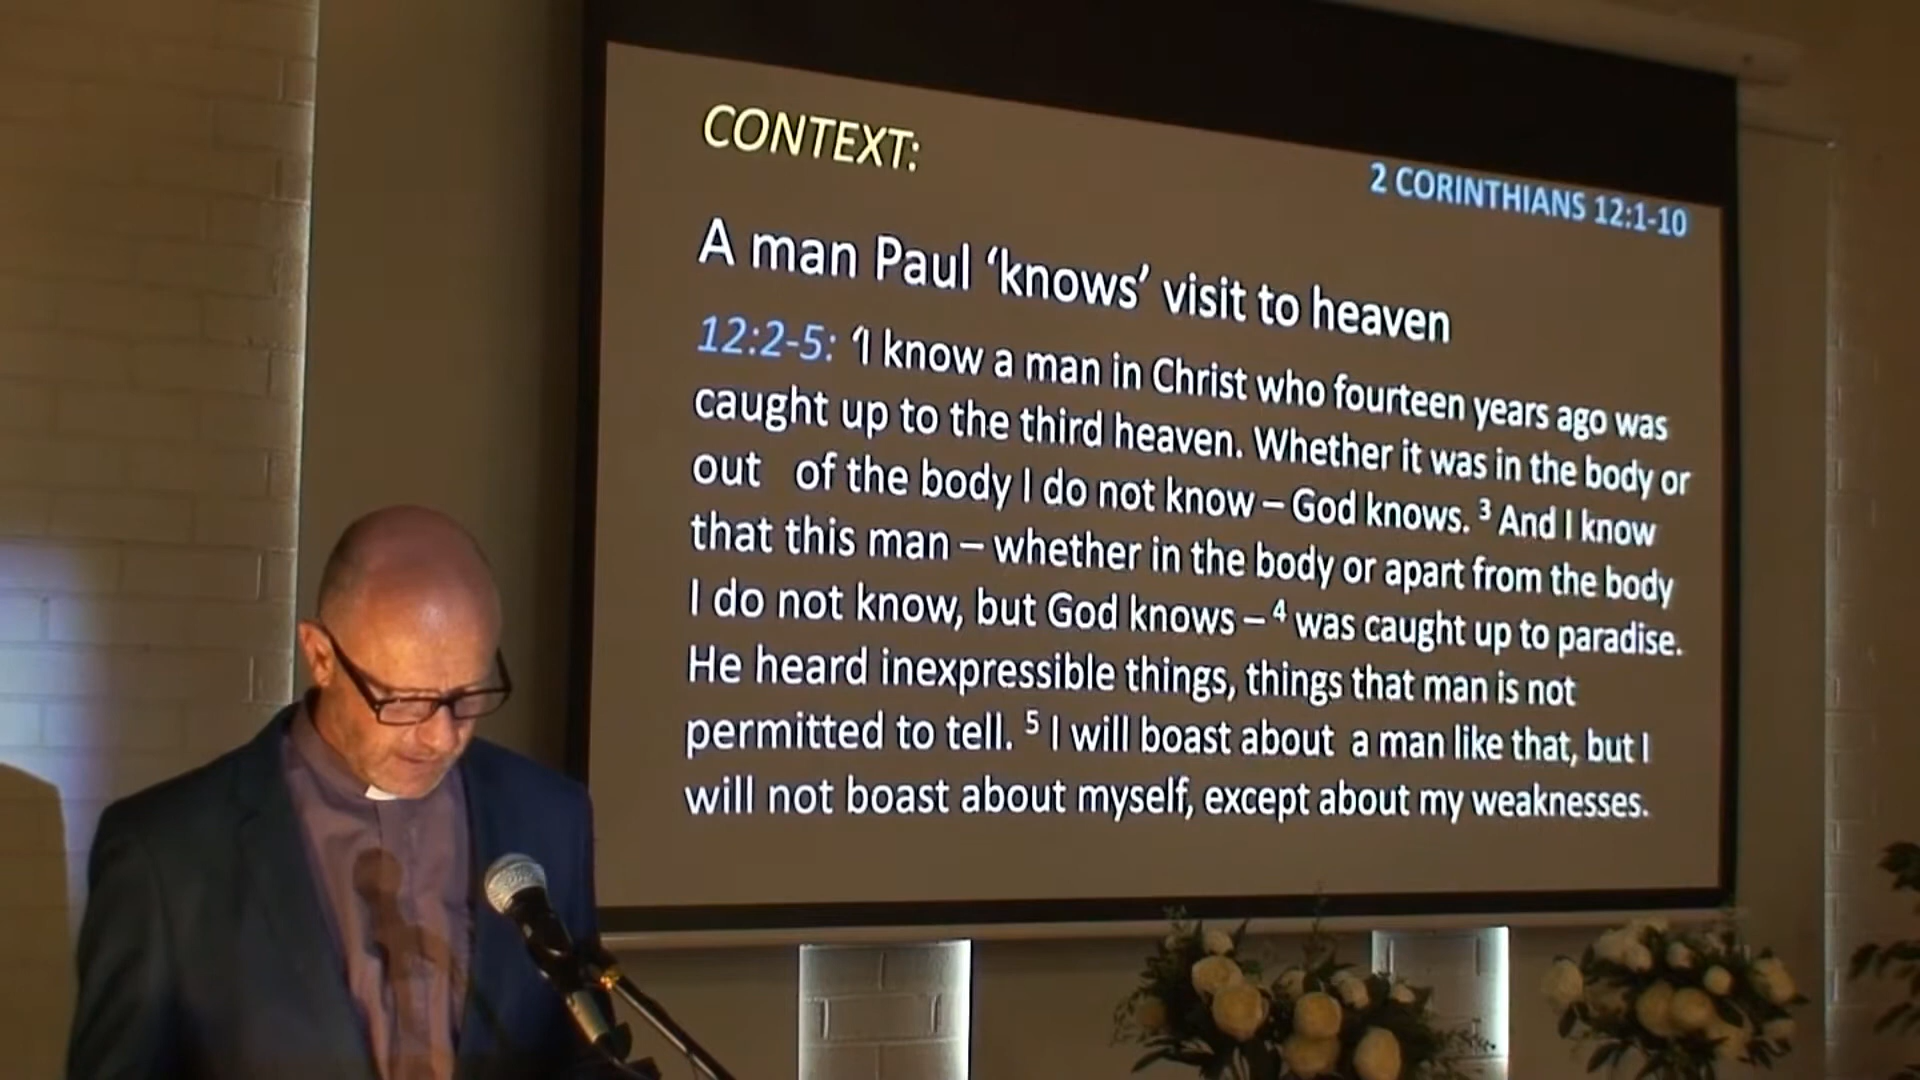 CONTEXT:
2 CORINTHIANS 12:1-10
A man Paul ‘knows’ visit to heaven
12:2-5: ‘I know a man in Christ who fourteen years ago was
caught up to the third heaven. Whether it was in the body or
out of the body I do not know – God knows. ³ And I know
that this man – whether in the body or apart from the body
I do not know, but God knows – ⁴ was caught up to paradise.
He heard inexpressible things, things that man is not
permitted to tell. ⁵ I will boast about a man like that, but I
will not boast about myself, except about my weaknesses.